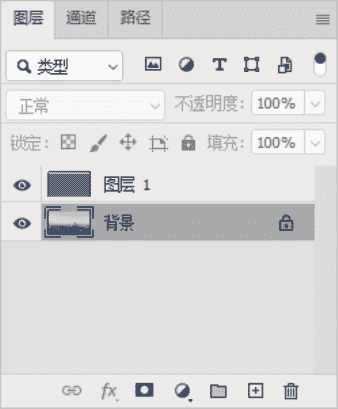 图层 通道 路径
类型
正常 不透明度: 100%
锁定: 填充: 100%
图层 1
背景
fx